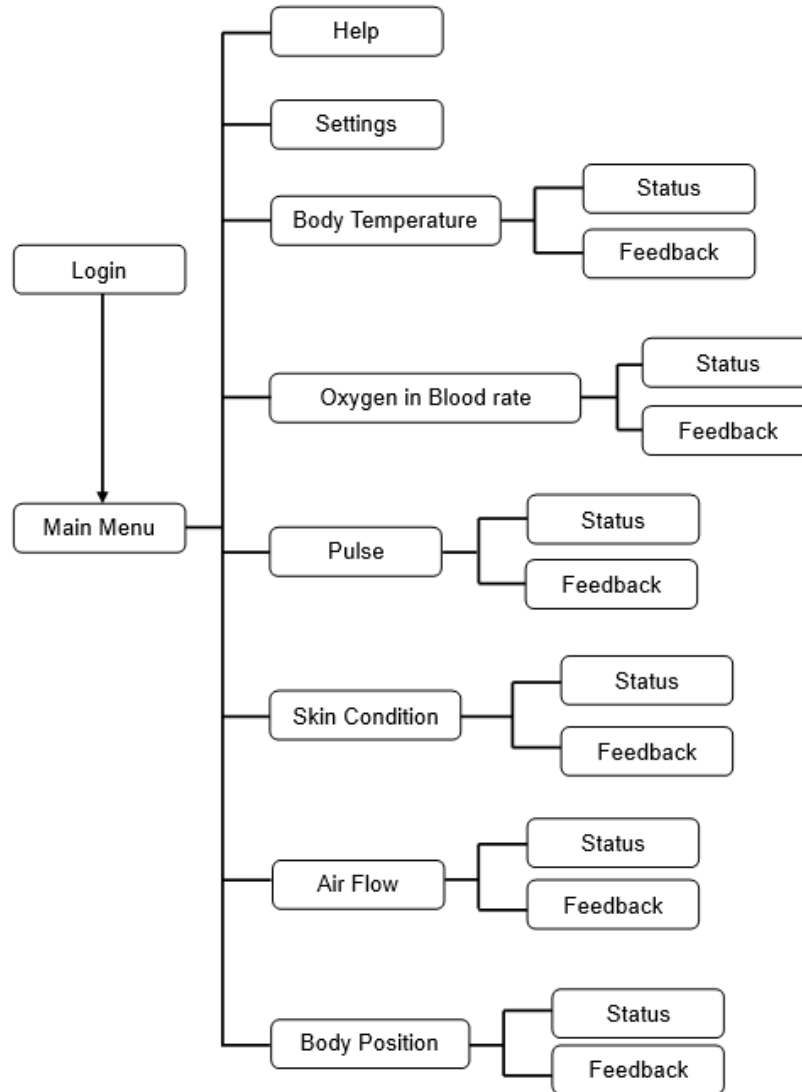 Help
Settings
Status
Body Temperature
Feedback
Login
Status
Oxygen in Blood rate
Feedback
Status
Main Menu
Pulse
Feedback
Status
Skin Condition
Feedback
Status
Air Flow
Feedback
Status
Body Position
Feedback